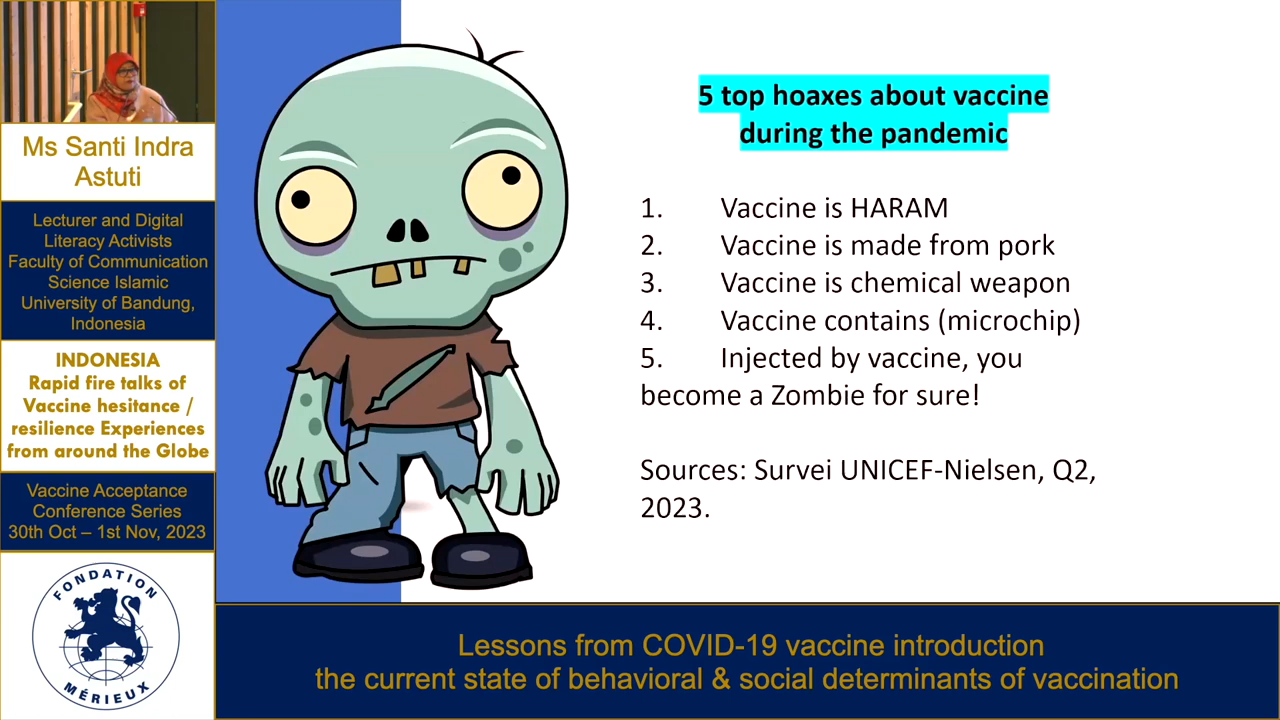 Ms Santi Indra
Astuti
Lecturer and Digital
Literacy Activists
Faculty of Communication
Science Islamic
University of Bandung,
Indonesia
INDONESIA
Rapid fire talks of
Vaccine hesitance /
resilience Experiences
from around the Globe
Vaccine Acceptance
Conference Series
30th Oct – 1st Nov, 2023
FONDATION
MÉRIEUX
5 top hoaxes about vaccine
during the pandemic
1. Vaccine is HARAM
2. Vaccine is made from pork
3. Vaccine is chemical weapon
4. Vaccine contains (microchip)
5. Injected by vaccine, you
become a Zombie for sure!
Sources: Survei UNICEF-Nielsen, Q2,
2023.
Lessons from COVID-19 vaccine introduction
the current state of behavioral & social determinants of vaccination